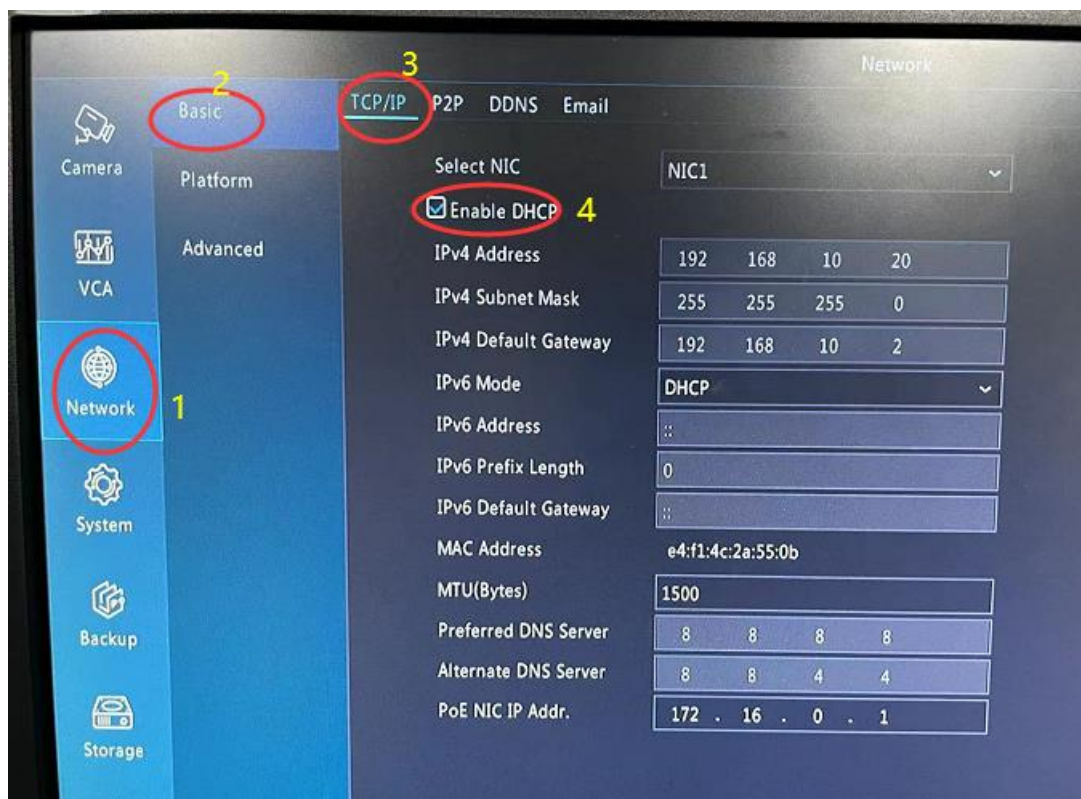 Network
3
2
TCP/IP P2P DDNS Email
Basic
Camera
Platform
Select NIC NIC1
Enable DHCP 4
Advanced
IPv4 Address 192 168 10 20
VCA
IPv4 Subnet Mask 255 255 255 0
IPv4 Default Gateway 192 168 10 2
IPv6 Mode DHCP
Network 1
IPv6 Address ::
IPv6 Prefix Length 0
IPv6 Default Gateway ::
System
MAC Address e4:f1:4c:2a:55:0b
MTU(Bytes) 1500
Backup
Preferred DNS Server 8 8 8 8
Alternate DNS Server 8 8 4 4
PoE NIC IP Addr. 172 . 16 . 0 . 1
Storage